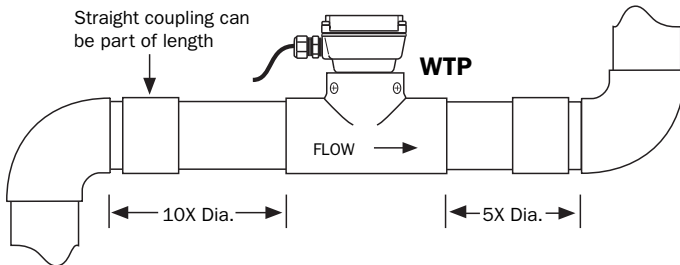 Straight coupling can
be part of length
WTP
FLOW
10X Dia.
5X Dia.